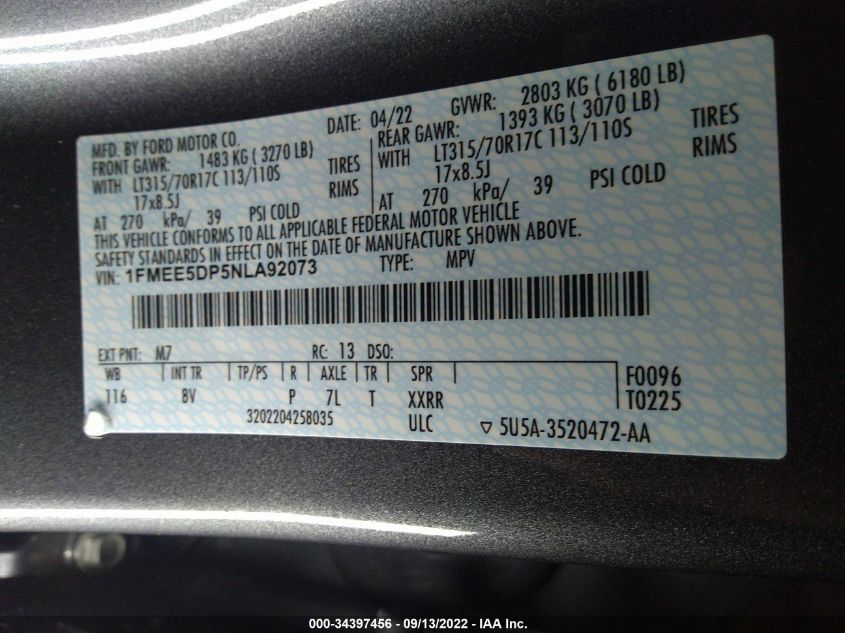 MFD. BY FORD MOTOR CO. DATE: 04/22 GVWR: 2803 KG ( 6180 LB)
FRONT GAWR: 1483 KG ( 3270 LB) REAR GAWR: 1393 KG ( 3070 LB)
WITH LT315/70R17C 113/110S TIRES WITH LT315/70R17C 113/110S TIRES
17x8.5J RIMS 17x8.5J RIMS
AT 270 kPa/ 39 PSI COLD AT 270 kPa/ 39 PSI COLD
THIS VEHICLE CONFORMS TO ALL APPLICABLE FEDERAL MOTOR VEHICLE
SAFETY STANDARDS IN EFFECT ON THE DATE OF MANUFACTURE SHOWN ABOVE.
VIN: 1FMEE5DP5NLA92073 TYPE: MPV
EXT PNT: M7 RC: 13 DSO:
WB INT TR TP/PS R AXLE TR SPR F0096
116 BV P 7L T XXRR T0225
3202204258035 ULC ▽ 5U5A-3520472-AA
000-34397456 - 09/13/2022 - IAA Inc.